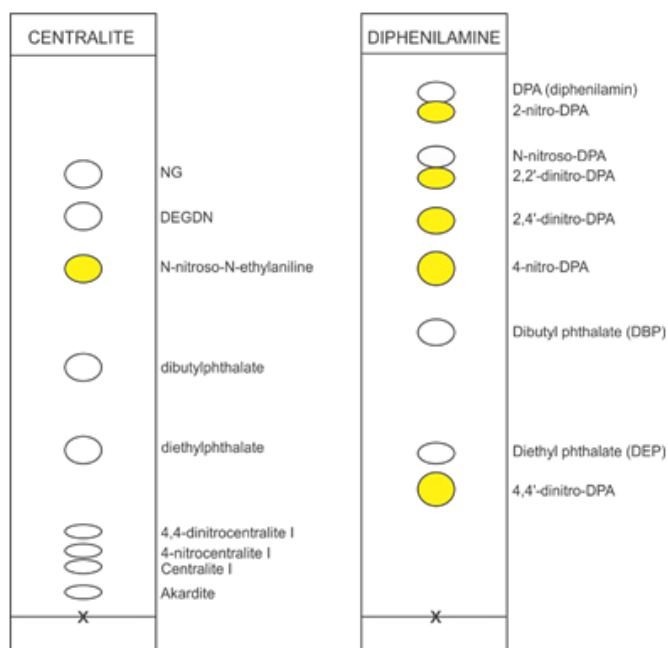 CENTRALITE
NG
DEGDN
N-nitroso-N-ethylaniline
dibutylphthalate
diethylphthalate
4,4-dinitrocentralite I
4-nitrocentralite I
Centralite I
Akardite
X
DIPHENILAMINE
DPA (diphenilamin)
2-nitro-DPA
N-nitroso-DPA
2,2'-dinitro-DPA
2,4'-dinitro-DPA
4-nitro-DPA
Dibutyl phthalate (DBP)
Diethyl phthalate (DEP)
4,4'-dinitro-DPA
X